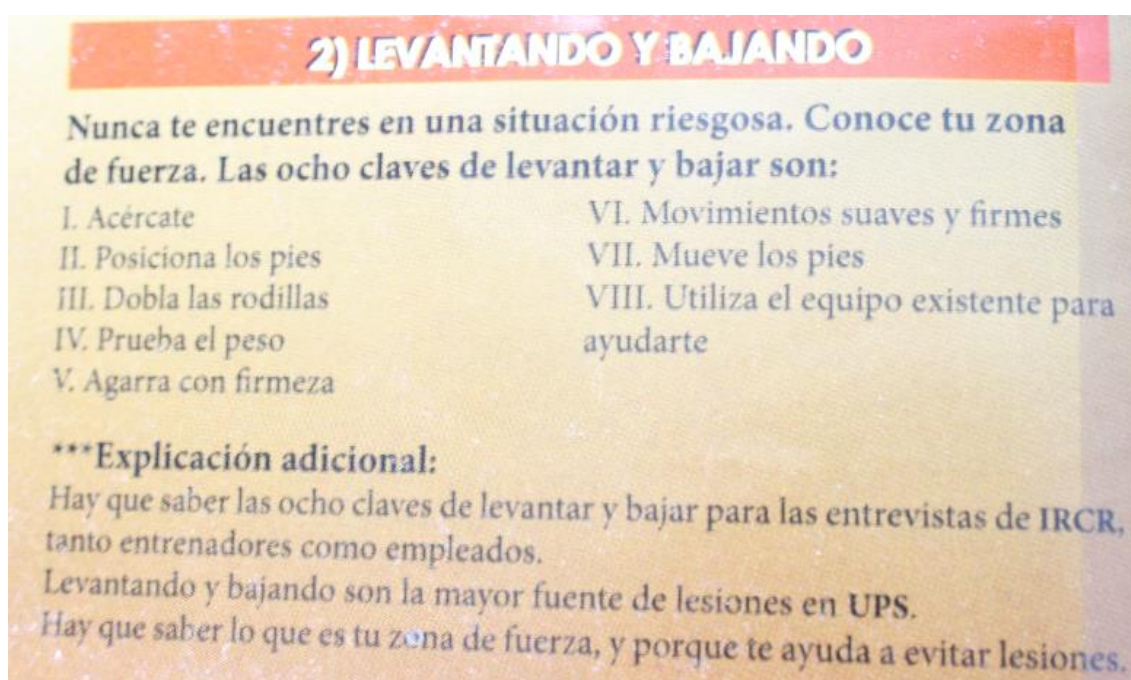 2) LEVANTANDO Y BAJANDO
Nunca te encuentres en una situación riesgosa. Conoce tu zona
de fuerza. Las ocho claves de levantar y bajar son:
I. Acércate
II. Posiciona los pies
III. Dobla las rodillas
IV. Prueba el peso
V. Agarra con firmeza
VI. Movimientos suaves y firmes
VII. Mueve los pies
VIII. Utiliza el equipo existente para
ayudarte
***Explicación adicional:
Hay que saber las ocho claves de levantar y bajar para las entrevistas de IRCR,
tanto entrenadores como empleados.
Levantando y bajando son la mayor fuente de lesiones en UPS.
Hay que saber lo que es tu zona de fuerza, y porque te ayuda a evitar lesiones.